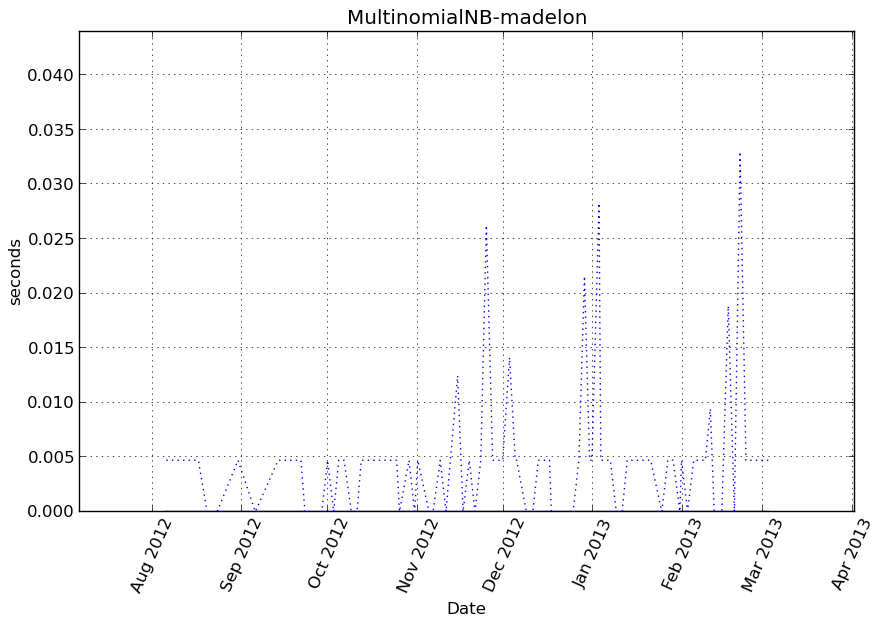 MultinomialNB-madelon
0.040
0.035
0.030
0.025
0.020
0.015
0.010
0.005
0.000
seconds
Aug 2012
Sep 2012
Oct 2012
Nov 2012
Dec 2012
Jan 2013
Feb 2013
Mar 2013
Apr 2013
Date